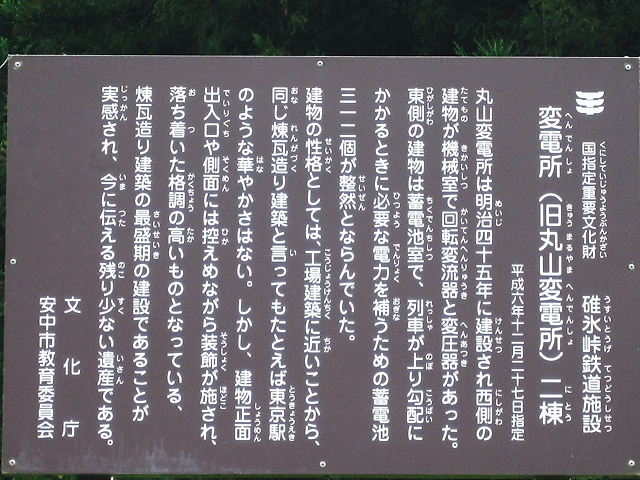 国指定重要文化財　碓氷峠鉄道施設
変電所（旧丸山変電所）二棟
平成六年十二月二十七日指定
丸山変電所は明治四十五年に建設され西側の
建物が機械室で回転変流器と変圧器があった。
東側の建物は蓄電池室で、列車が上り勾配に
かかるときに必要な電力を補うための蓄電池
三一二個が整然とならんでいた。
建物の性格としては、工場建築に近いことから、
同じ煉瓦造り建築と言ってもたとえば東京駅
のような華やかさはない。しかし、建物正面
出入口や側面には控えめながら装飾が施され、
落ち着いた格調の高いものとなっている、
煉瓦造り建築の最盛期の建設であることが
実感され、今に伝える残り少ない遺産である。
文化庁
安中市教育委員会